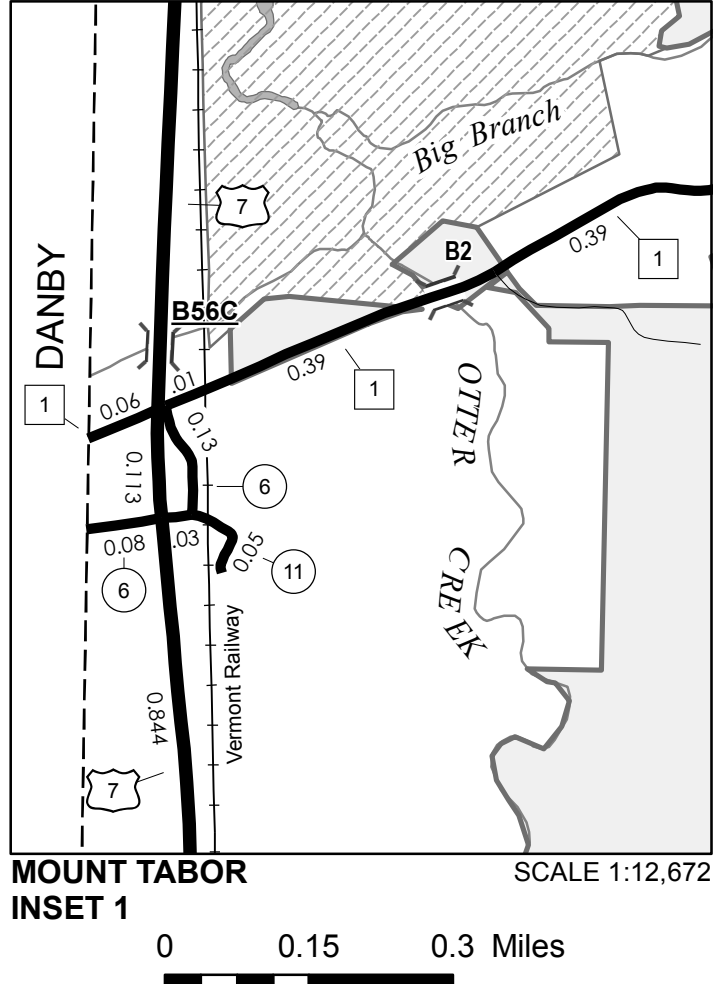 Big Branch
7
0.39
1
B2
DANBY
B56C
.01
0.39
1
1
0.06
0.13
OTTER
0.113
6
0.08
.03
0.05
11
6
CREEK
Vermont Railway
0.844
7
MOUNT TABOR
INSET 1
SCALE 1:12,672
0 0.15 0.3 Miles